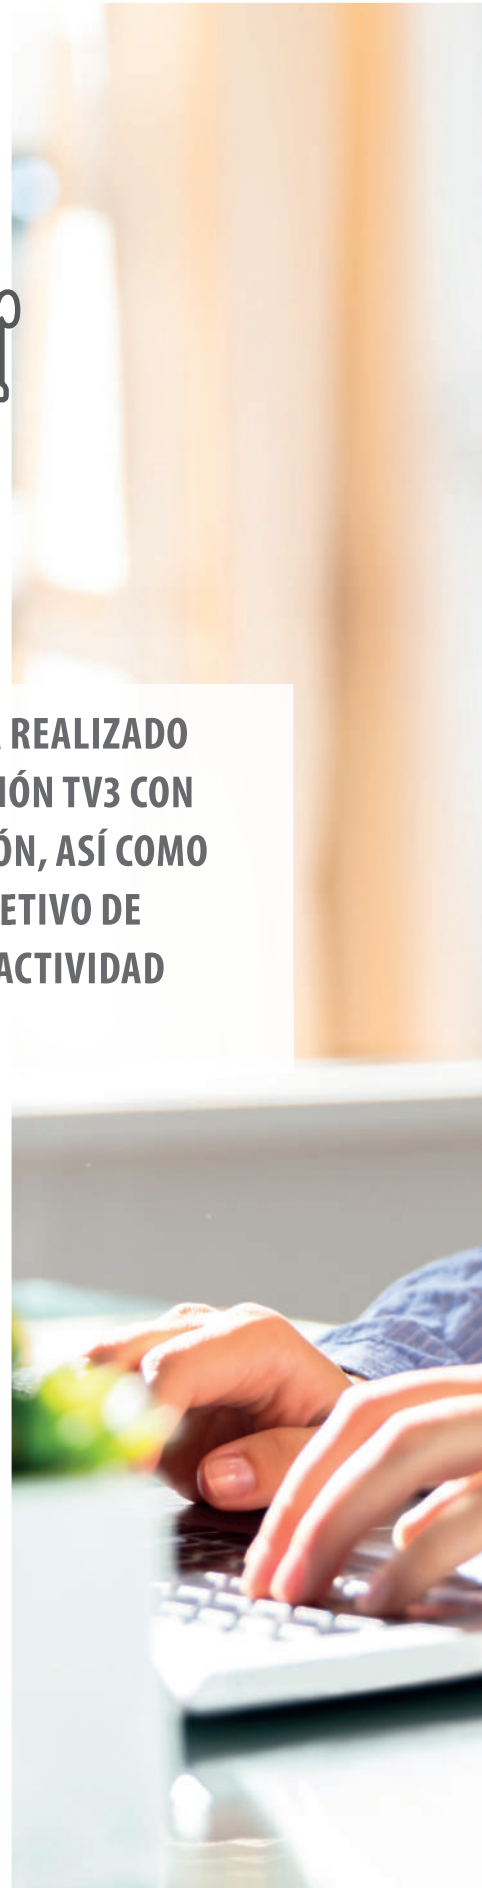 REALIZADO
IÓN TV3 CON
ÓN, ASÍ COMO
ETIVO DE
ACTIVIDAD